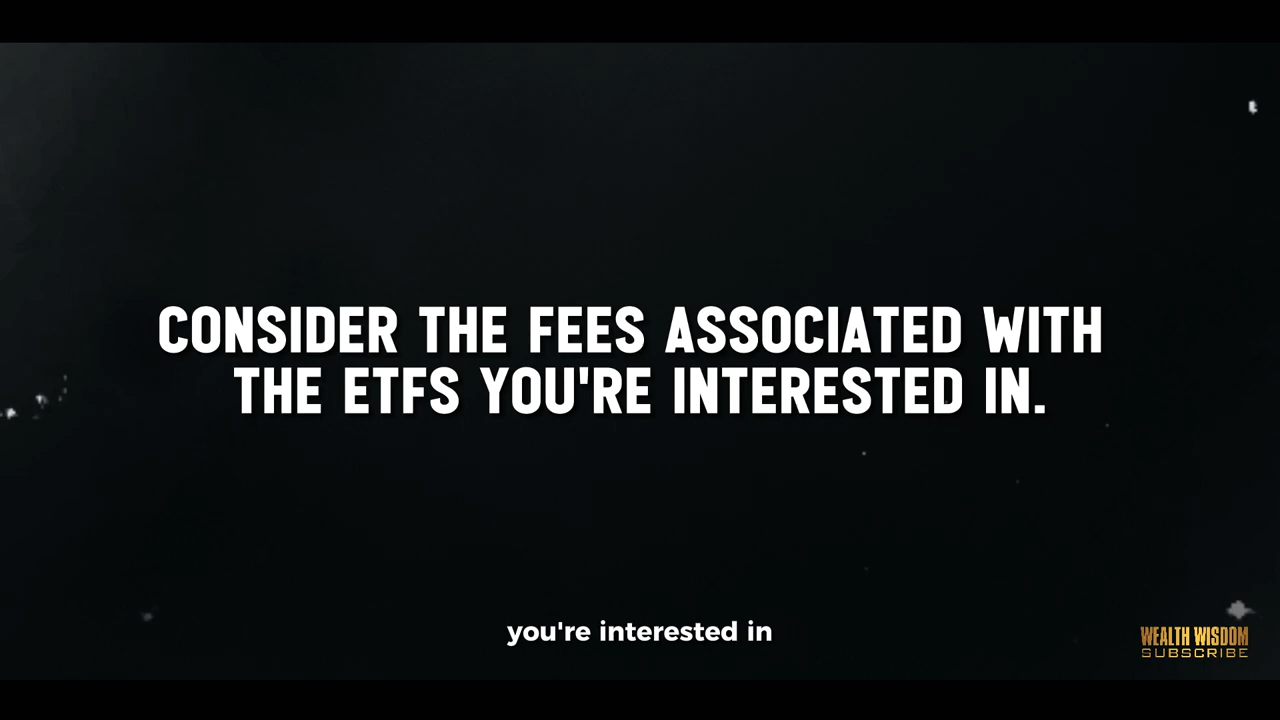 CONSIDER THE FEES ASSOCIATED WITH
THE ETFS YOU'RE INTERESTED IN.
you're interested in
WEALTH WISDOM
SUBSCRIBE